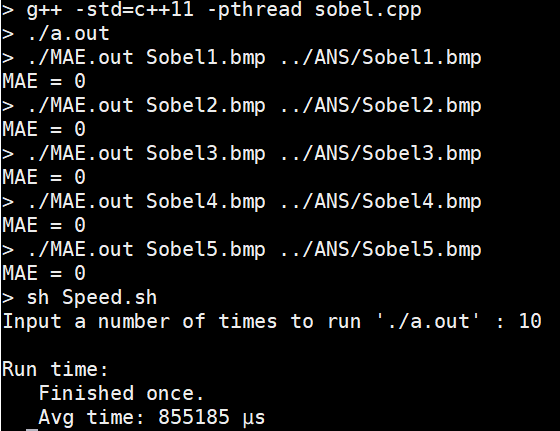 > g++ -std=c++11 -pthread sobel.cpp
> ./a.out
> ./MAE.out Sobel1.bmp ../ANS/Sobel1.bmp
MAE = 0
> ./MAE.out Sobel2.bmp ../ANS/Sobel2.bmp
MAE = 0
> ./MAE.out Sobel3.bmp ../ANS/Sobel3.bmp
MAE = 0
> ./MAE.out Sobel4.bmp ../ANS/Sobel4.bmp
MAE = 0
> ./MAE.out Sobel5.bmp ../ANS/Sobel5.bmp
MAE = 0
> sh Speed.sh
Input a number of times to run './a.out' : 10

Run time:
   Finished once.
   Avg time: 855185 μs